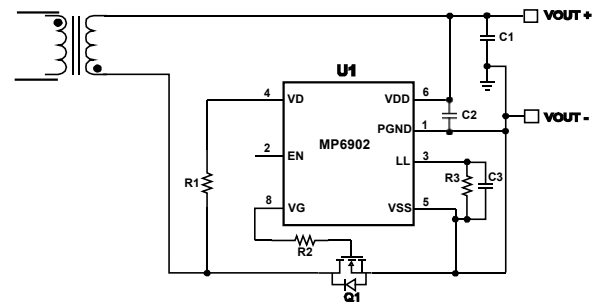 VOUT +
C1
U1
4
VD
VDD
6
C2
PGND
1
VOUT -
MP6902
2
EN
LL
3
R1
R3
C3
8
VG
VSS
5
R2
Q1